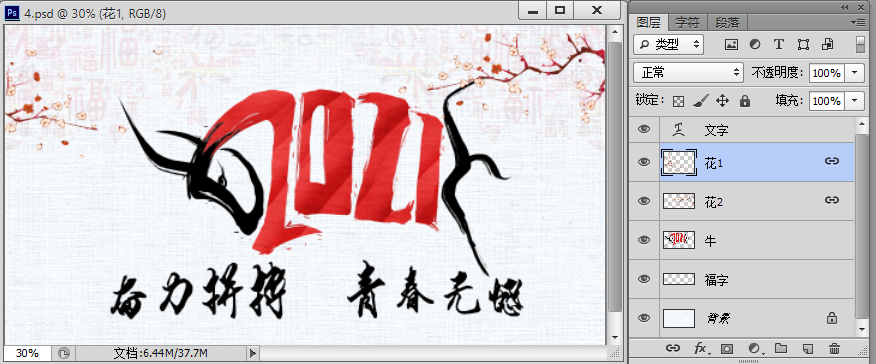 4.psd @ 30% (花1, RGB/8)
2021
奋力拼搏 青春无悔
30% 文档:6.44M/37.7M
图层 字符 段落
类型
正常 不透明度: 100%
锁定: 填充: 100%
文字
花1
花2
牛
福字
背景
fx